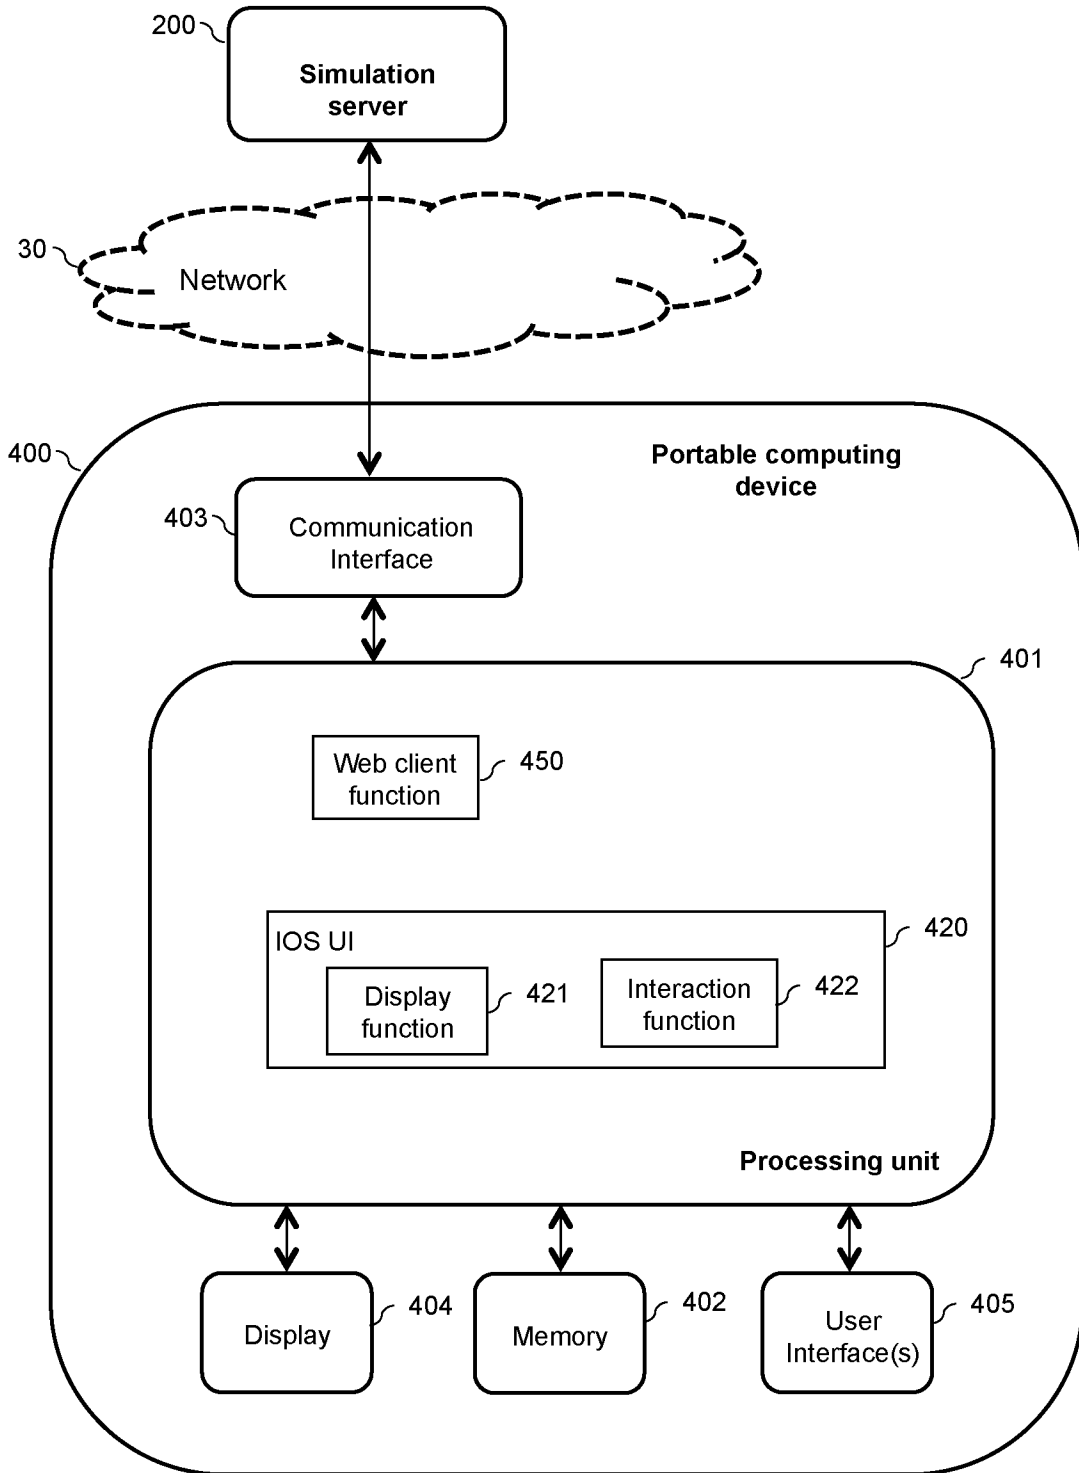 200
Simulation
server
30
Network
400
Portable computing
device
403
Communication
Interface
401
Web client
function
450
IOS UI
420
Display
function
421
Interaction
function
422
Processing unit
Display
404
Memory
402
User
Interface(s)
405